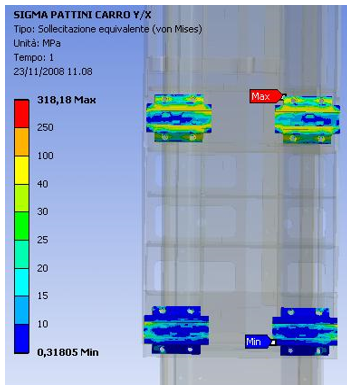 SIGMA PATTINI CARRO Y/X
Tipo: Sollecitazione equivalente (von Mises)
Unità: MPa
Tempo: 1
23/11/2008 11.08
318,18 Max
250
100
40
30
25
20
15
10
0,31805 Min
Max
Min